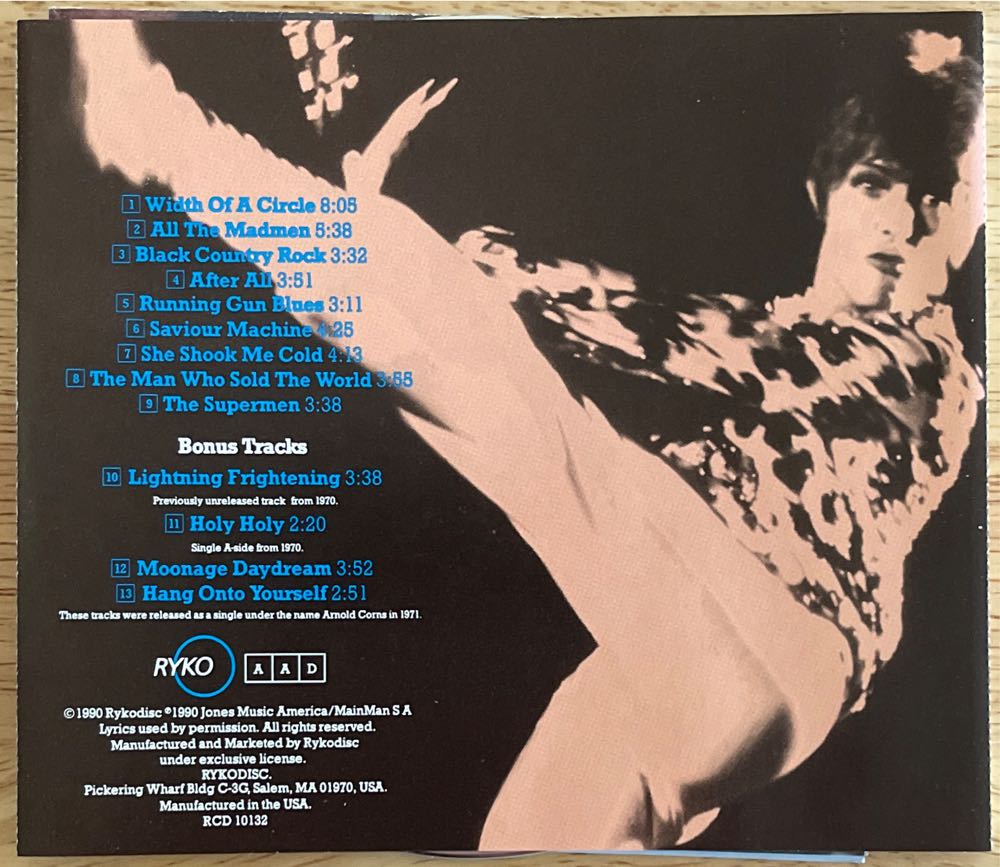 1 Width Of A Circle 8:05
2 All The Madmen 5:38
3 Black Country Rock 3:32
4 After All 3:51
5 Running Gun Blues 3:11
6 Saviour Machine 4:25
7 She Shook Me Cold 4:13
8 The Man Who Sold The World 3:55
9 The Supermen 3:38
Bonus Tracks
10 Lightning Frightening 3:38
Previously unreleased track from 1970.
11 Holy Holy 2:20
Single A-side from 1970.
12 Moonage Daydream 3:52
13 Hang Onto Yourself 2:51
These tracks were released as a single under the name Arnold Corns in 1971.
RYKO AAD
©1990 Rykodisc ℗1990 Jones Music America/MainMan S A
Lyrics used by permission. All rights reserved.
Manufactured and Marketed by Rykodisc
under exclusive license.
RYKODISC.
Pickering Wharf Bldg C-3G, Salem, MA 01970, USA.
Manufactured in the USA.
RCD 10132